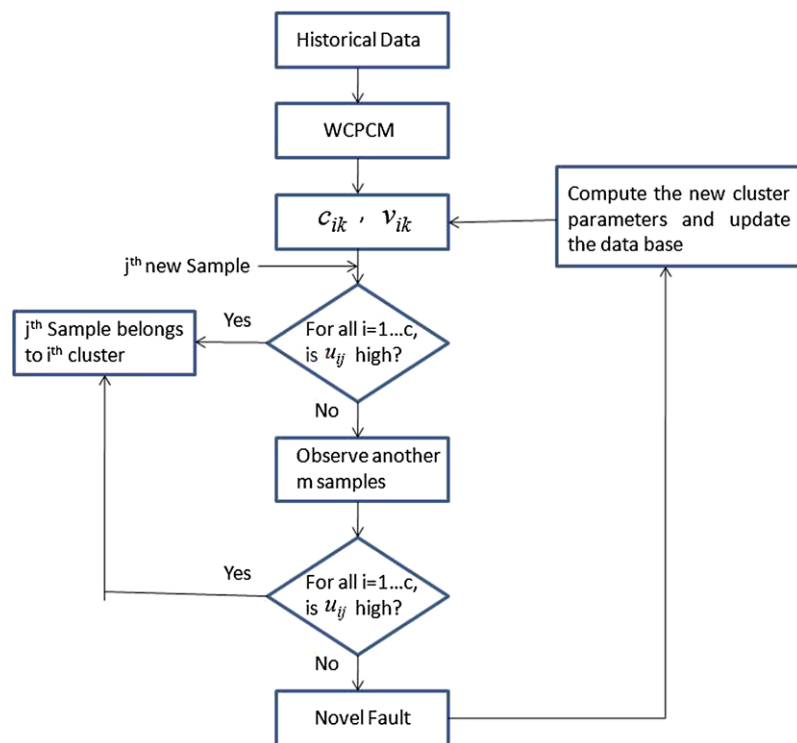 Historical Data
WCPCM
c_ik , v_ik
Compute the new cluster
parameters and update
the data base
j^th new Sample
For all i=1...c,
is u_ij high?
Yes
j^th Sample belongs
to i^th cluster
No
Observe another
m samples
For all i=1...c,
is u_ij high?
Yes
No
Novel Fault